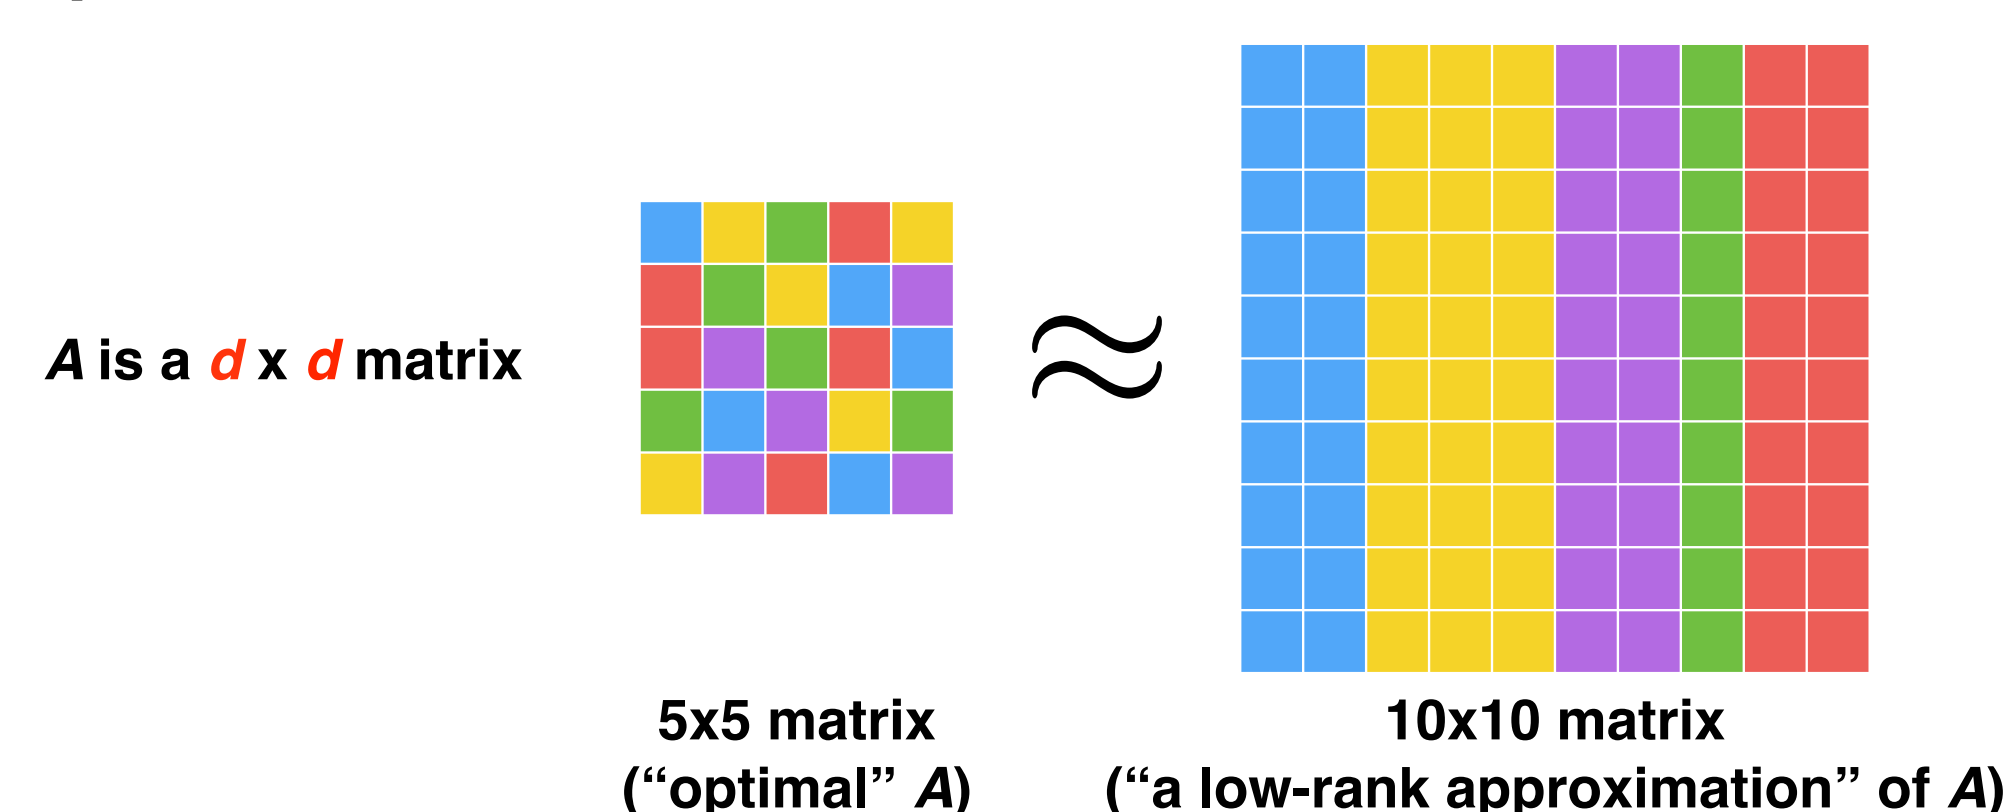 A is a d x d matrix
≈
5x5 matrix
(“optimal” A)
10x10 matrix
(“a low-rank approximation” of A)